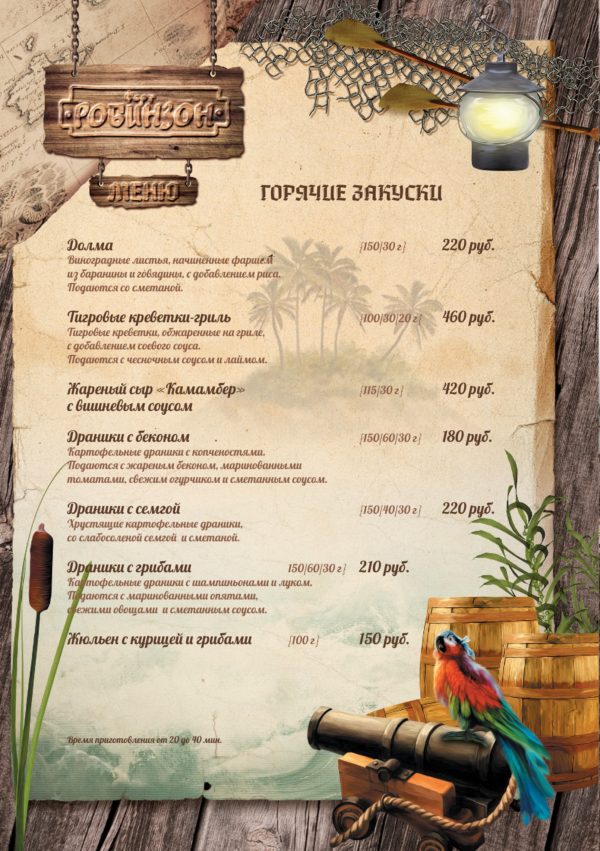 РОБИНЗОН
МЕНЮ
ГОРЯЧИЕ ЗАКУСКИ
Долма {150/30 г} 220 руб.
Виноградные листья, начиненные фаршем
из баранины и говядины, с добавлением риса.
Подаются со сметаной.
Тигровые креветки-гриль {100/30/20 г} 460 руб.
Тигровые креветки, обжаренные на гриле,
с добавлением соевого соуса.
Подаются с чесночным соусом и лаймом.
Жареный сыр «Камамбер» {115/30 г} 420 руб.
с вишневым соусом
Драники с беконом {150/60/30 г} 180 руб.
Картофельные драники с копченостями.
Подаются с жареным беконом, маринованными
томатами, свежим огурчиком и сметанным соусом.
Драники с семгой {150/40/30 г} 220 руб.
Хрустящие картофельные драники,
со слабосоленой семгой и сметаной.
Драники с грибами 150/60/30 г} 210 руб.
Картофельные драники с шампиньонами и луком.
Подаются с маринованными опятами,
свежими овощами и сметанным соусом.
Жюльен с курицей и грибами {100 г} 150 руб.
Время приготовления от 20 до 40 мин.